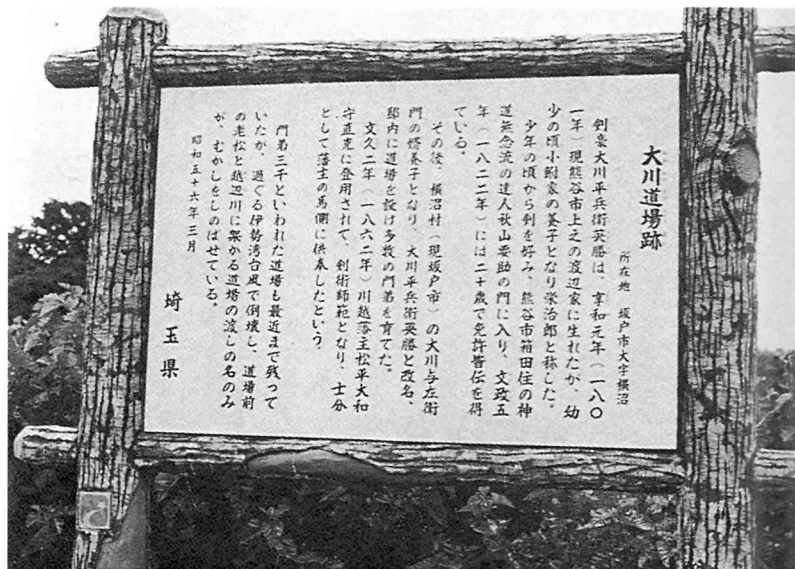 大川道場跡
所在地 坂戸市大字横沼
剣豪大川平兵衛英勝は、享和元年(一八〇
一年)現熊谷市上之の渡辺家に生れたが、幼
少の頃小鮒家の養子となり栄治郎と称した。
少年の頃から剣を好み、熊谷市箱田住の神
道無念流の達人秋山要助の門に入り、文政五
年(一八二二年)には二十歳で免許皆伝を得
ている。
その後、横沼村(現坂戸市)の大川与左衛
門の婿養子となり、大川平兵衛英勝と改名、
邸内に道場を設け多数の門弟を育てた。
文久二年(一八六二年)川越藩主松平大和
守直克に登用されて、剣術師範となり、士分
として藩主の馬側に供奉したという。
門弟三千といわれた道場も最近まで残って
いたが、過ぐる伊勢湾台風で倒壊し、道場前
の老松と越辺川に架かる道場の渡しの名のみ
が、むかしをしのばせている。
昭和五十六年三月
埼玉県